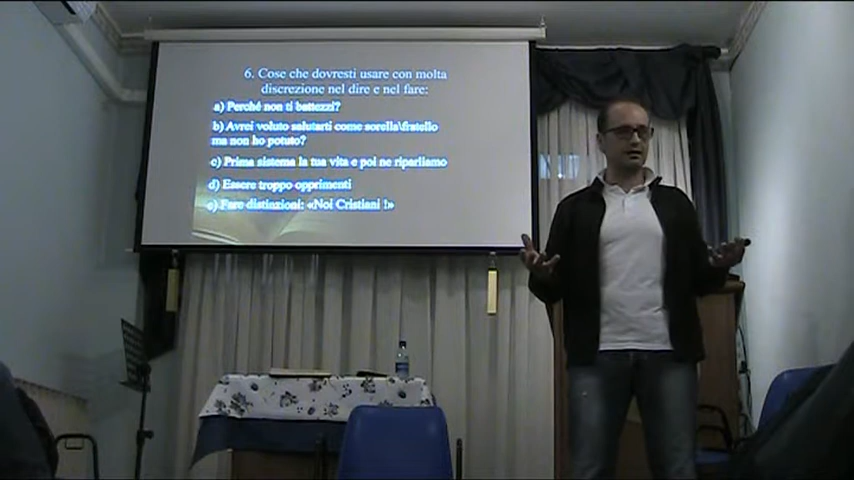 6. Cose che dovresti usare con molta
discrezione nel dire e nel fare:
a) Perché non ti battezzi?
b) Avrei voluto salutarti come sorella\fratello
ma non ho potuto?
c) Prima sistema la tua vita e poi ne riparliamo
d) Essere troppo opprimenti
e) Fare distinzioni: «Noi Cristiani !»